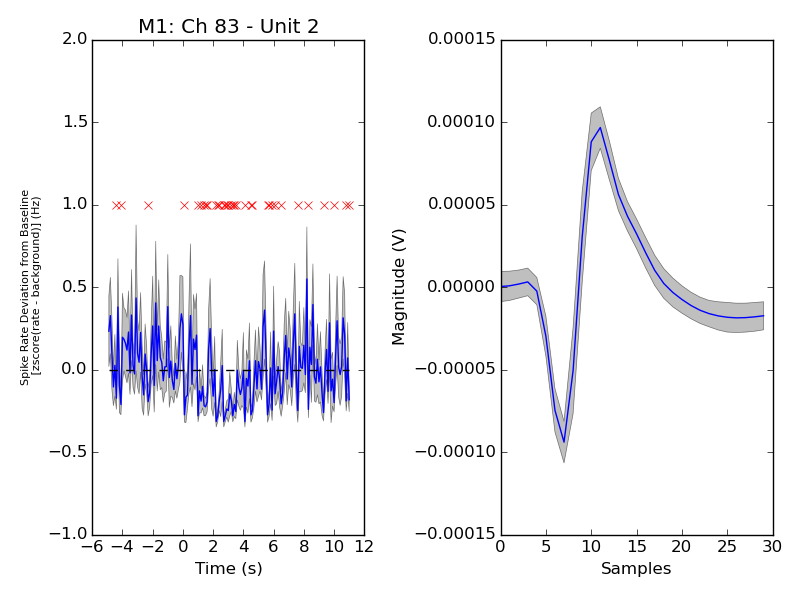 M1: Ch 83 - Unit 2
2.0
1.5
1.0
0.5
0.0
−0.5
−1.0
−6 −4 −2 0 2 4 6 8 10 12
Time (s)
Spike Rate Deviation from Baseline
[zscore(rate - background)] (Hz)
0.00015
0.00010
0.00005
0.00000
−0.00005
−0.00010
−0.00015
0 5 10 15 20 25 30
Samples
Magnitude (V)